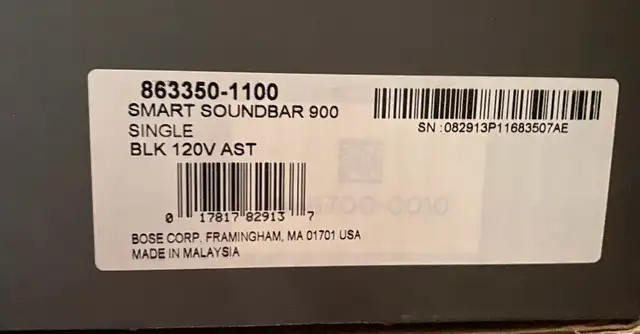 863350-1100
SMART SOUNDBAR 900
SINGLE
BLK 120V AST
SN:082913P11683507AE
0 17817 82913 7
BOSE CORP. FRAMINGHAM, MA 01701 USA
MADE IN MALAYSIA